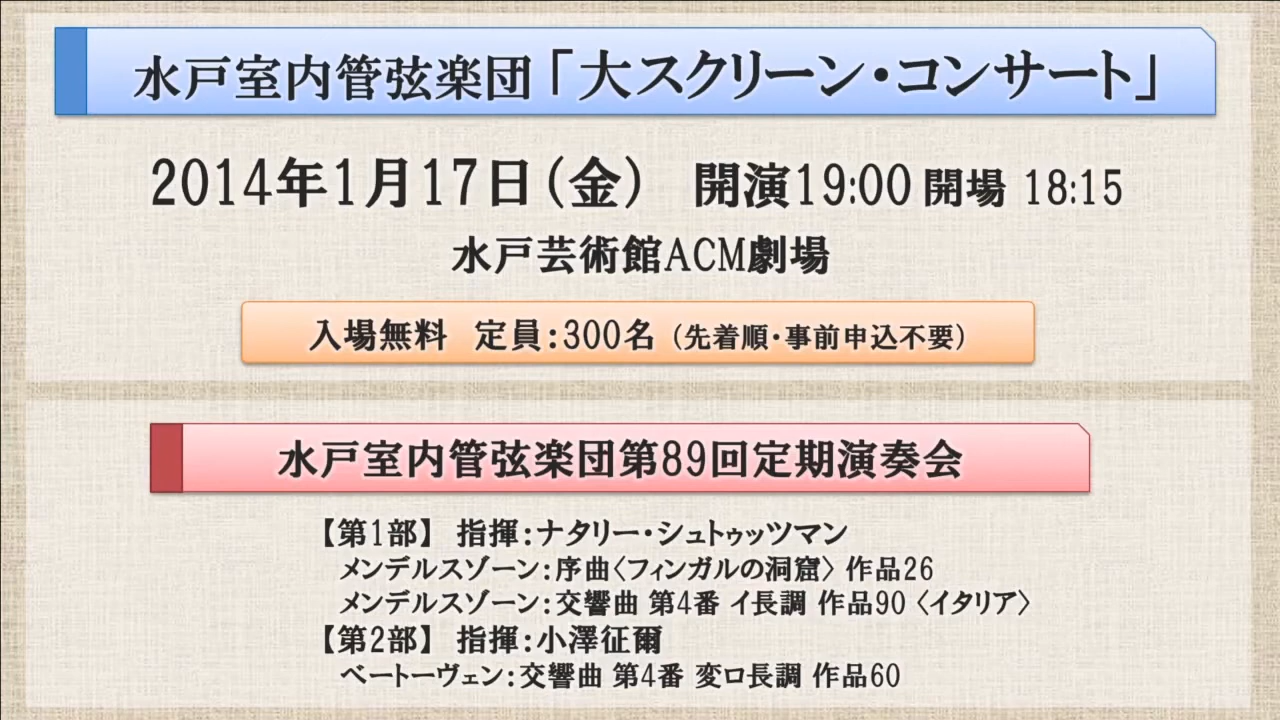 水戸室内管弦楽団「大スクリーン・コンサート」
2014年1月17日(金) 開演19:00 開場 18:15
水戸芸術館ACM劇場
入場無料 定員:300名 (先着順・事前申込不要)
水戸室内管弦楽団第89回定期演奏会
【第1部】 指揮:ナタリー・シュトゥッツマン
メンデルスゾーン:序曲〈フィンガルの洞窟〉 作品26
メンデルスゾーン:交響曲 第4番 イ長調 作品90 〈イタリア〉
【第2部】 指揮:小澤征爾
ベートーヴェン:交響曲 第4番 変ロ長調 作品60